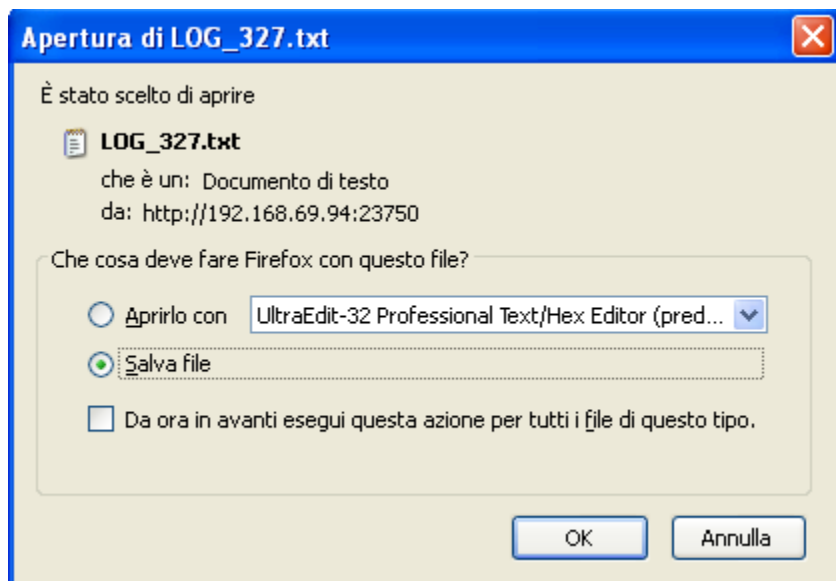 Apertura di LOG_327.txt
È stato scelto di aprire
LOG_327.txt
che è un: Documento di testo
da: http://192.168.69.94:23750
Che cosa deve fare Firefox con questo file?
Aprirlo con UltraEdit-32 Professional Text/Hex Editor (pred...
Salva file
Da ora in avanti esegui questa azione per tutti i file di questo tipo.
OK Annulla